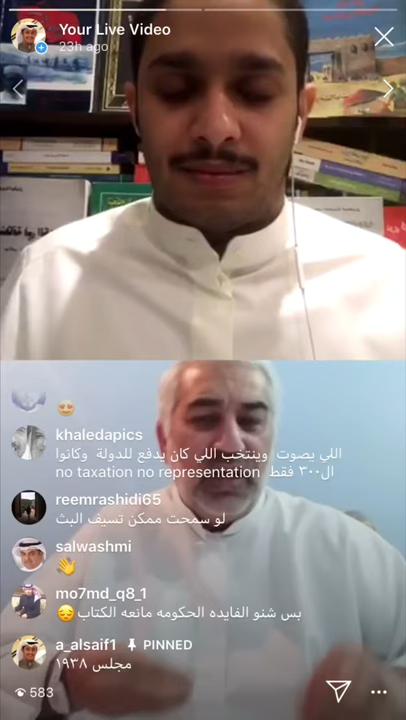 Your Live Video
23h ago
khaledapics
اللي يصوت وينتخب اللي كان يدفع للدولة وكانوا
ال٣٠٠ فقط no taxation no representation
reemrashidi65
لو سمحت ممكن تسيف البث
salwashmi
👋
mo7md_q8_1
بس شنو الفايده الحكومه مانعه الكتاب😔
a_alsaif1 PINNED
مجلس ١٩٣٨
583